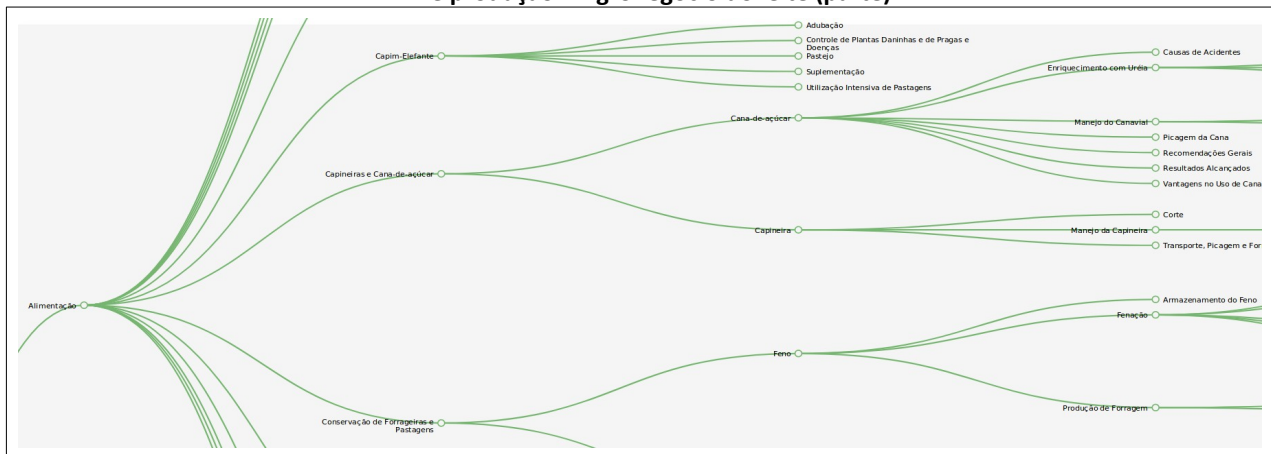 Adubação
Controle de Plantas Daninhas e de Pragas e
Doenças
Capim-Elefante
Pastejo
Suplementação
Utilização Intensiva de Pastagens
Causas de Acidentes
Enriquecimento com Uréia
Cana-de-açúcar
Manejo do Canavial
Picagem da Cana
Recomendações Gerais
Resultados Alcançados
Vantagens no Uso de Cana
Capineiras e Cana-de-açúcar
Corte
Capineira
Manejo da Capineira
Transporte, Picagem e For
Alimentação
Armazenamento do Feno
Fenação
Feno
Produção de Forragem
Conservação de Forrageiras e
Pastagens